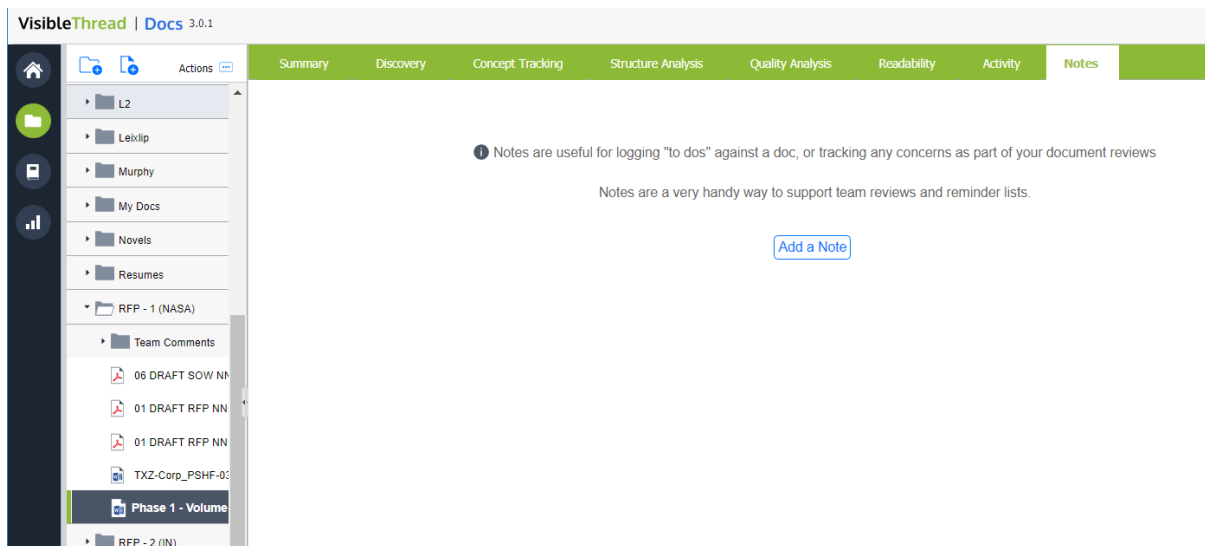 VisibleThread | Docs 3.0.1
Actions
Summary
Discovery
Concept Tracking
Structure Analysis
Quality Analysis
Readability
Activity
Notes
L2
Leixlip
Murphy
My Docs
Novels
Resumes
RFP - 1 (NASA)
Team Comments
06 DRAFT SOW NN
01 DRAFT RFP NN
01 DRAFT RFP NN
TXZ-Corp_PSHF-03
Phase 1 - Volume
RFP - 2 (IN)
Notes are useful for logging "to dos" against a doc, or tracking any concerns as part of your document reviews
Notes are a very handy way to support team reviews and reminder lists.
Add a Note